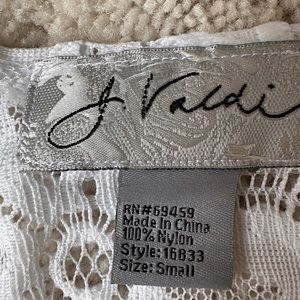 J. Valdi
RN#69459
Made In China
100% Nylon
Style: 16833
Size: Small